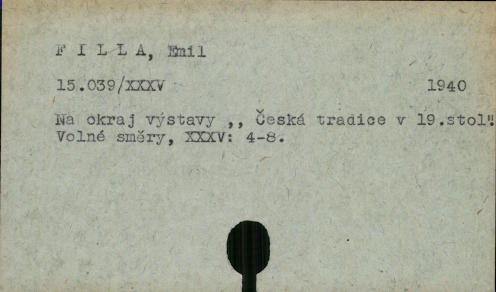 F I L L A, Emil
15.039/XXXV 1940
Na okraj výstavy ,, Česká tradice v 19.stol"!
Volné směry, XXXV: 4-8.